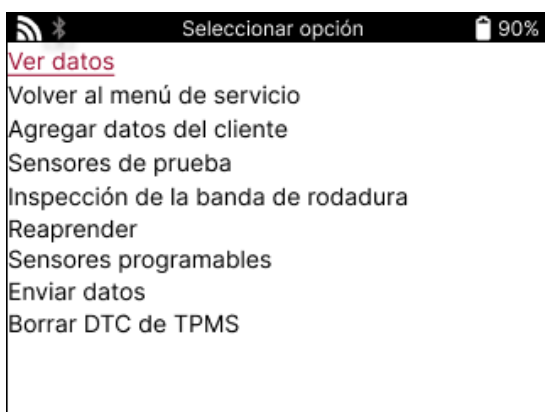 Seleccionar opción 90%
Ver datos
Volver al menú de servicio
Agregar datos del cliente
Sensores de prueba
Inspección de la banda de rodadura
Reaprender
Sensores programables
Enviar datos
Borrar DTC de TPMS